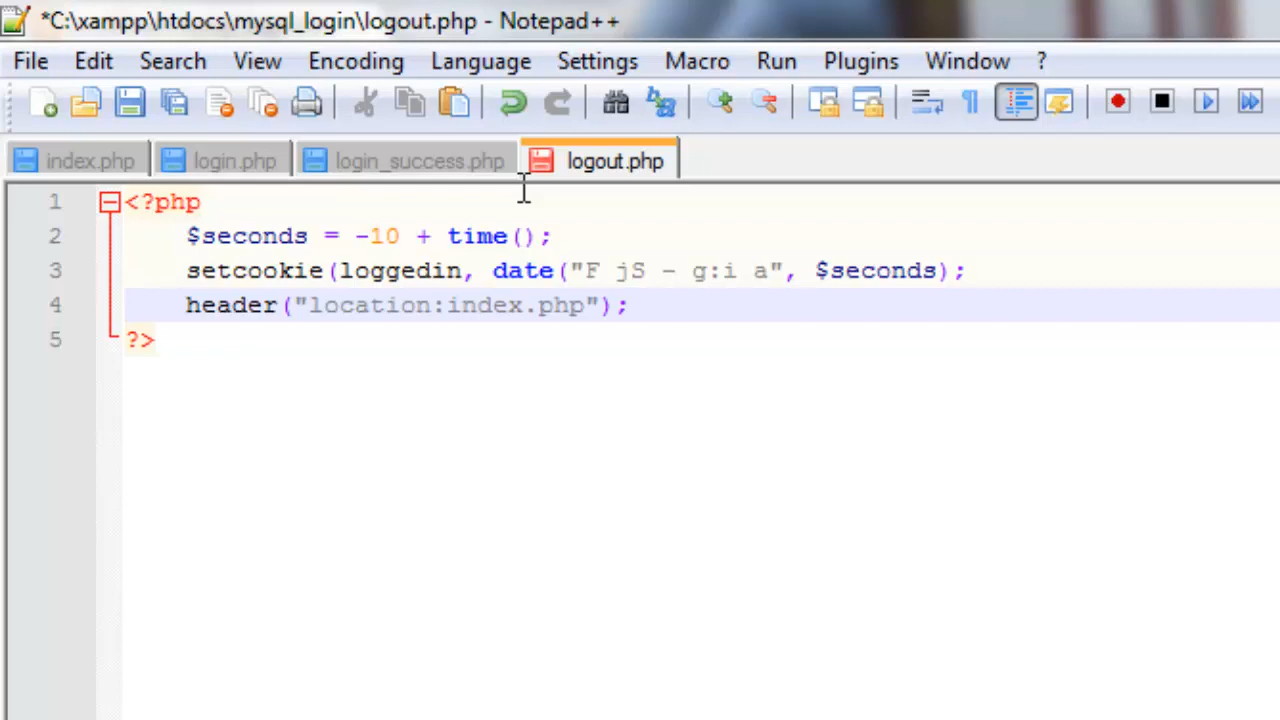 *C:\xampp\htdocs\mysql_login\logout.php - Notepad++
File Edit Search View Encoding Language Settings Macro Run Plugins Window ?
index.php login.php login_success.php logout.php
1 <?php
2 $seconds = -10 + time();
3 setcookie(loggedin, date("F jS - g:i a", $seconds);
4 header("location:index.php");
5 ?>